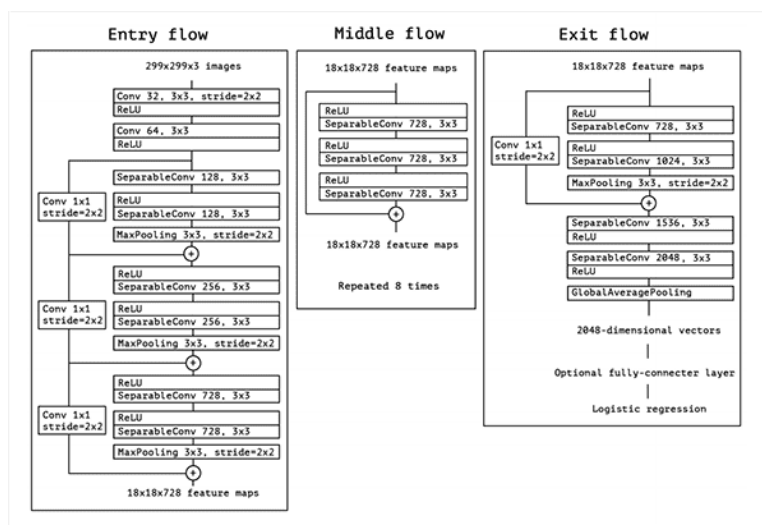 Entry flow
299x299x3 images
Conv 32, 3x3, stride=2x2
ReLU
Conv 64, 3x3
ReLU
SeparableConv 128, 3x3
Conv 1x1
stride=2x2
ReLU
SeparableConv 128, 3x3
MaxPooling 3x3, stride=2x2
+
ReLU
SeparableConv 256, 3x3
Conv 1x1
stride=2x2
ReLU
SeparableConv 256, 3x3
MaxPooling 3x3, stride=2x2
+
ReLU
SeparableConv 728, 3x3
Conv 1x1
stride=2x2
ReLU
SeparableConv 728, 3x3
MaxPooling 3x3, stride=2x2
+
18x18x728 feature maps
Middle flow
18x18x728 feature maps
ReLU
SeparableConv 728, 3x3
ReLU
SeparableConv 728, 3x3
ReLU
SeparableConv 728, 3x3
+
18x18x728 feature maps
Repeated 8 times
Exit flow
18x18x728 feature maps
ReLU
SeparableConv 728, 3x3
Conv 1x1
stride=2x2
ReLU
SeparableConv 1024, 3x3
MaxPooling 3x3, stride=2x2
+
SeparableConv 1536, 3x3
ReLU
SeparableConv 2048, 3x3
ReLU
GlobalAveragePooling
2048-dimensional vectors
Optional fully-connecter layer
Logistic regression